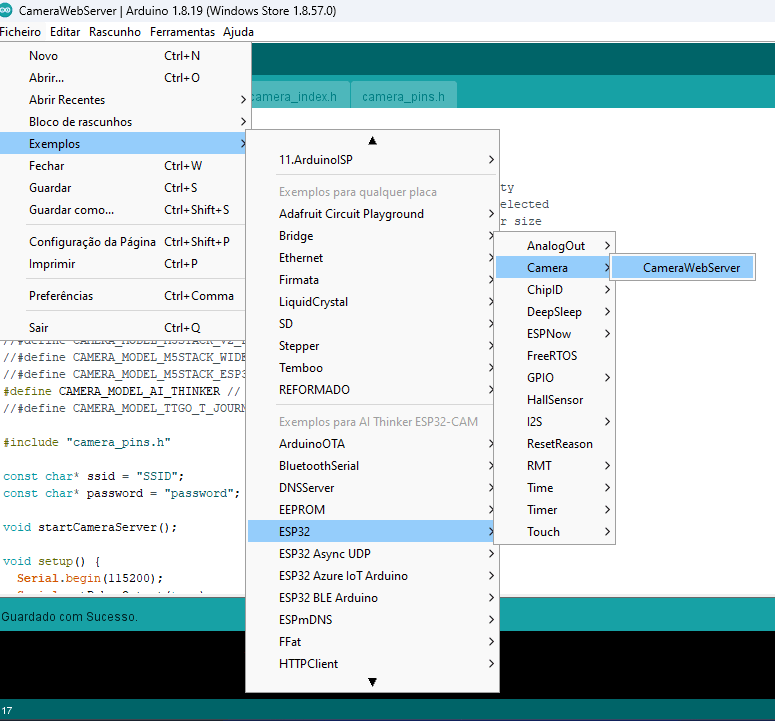 CameraWebServer | Arduino 1.8.19 (Windows Store 1.8.57.0)
Ficheiro Editar Rascunho Ferramentas Ajuda
Novo Ctrl+N
Abrir... Ctrl+O
Abrir Recentes
Bloco de rascunhos
Exemplos
Fechar Ctrl+W
Guardar Ctrl+S
Guardar como... Ctrl+Shift+S
Configuração da Página Ctrl+Shift+P
Imprimir Ctrl+P
Preferências Ctrl+Comma
Sair Ctrl+Q
camera_index.h camera_pins.h
11.ArduinoISP
Exemplos para qualquer placa
Adafruit Circuit Playground
Bridge
Ethernet
Firmata
LiquidCrystal
SD
Stepper
Temboo
REFORMADO
Exemplos para AI Thinker ESP32-CAM
ArduinoOTA
BluetoothSerial
DNSServer
EEPROM
ESP32
ESP32 Async UDP
ESP32 Azure IoT Arduino
ESP32 BLE Arduino
ESPmDNS
FFat
HTTPClient
AnalogOut
Camera
ChipID
DeepSleep
ESPNow
FreeRTOS
GPIO
HallSensor
I2S
ResetReason
RMT
Time
Timer
Touch
CameraWebServer
ty
elected
r size
//#define CAMERA_MODEL_M5STACK_WIDE
//#define CAMERA_MODEL_M5STACK_ESP3
#define CAMERA_MODEL_AI_THINKER //
//#define CAMERA_MODEL_TTGO_T_JOURN
#include "camera_pins.h"
const char* ssid = "SSID";
const char* password = "password";
void startCameraServer();
void setup() {
Serial.begin(115200);
Guardado com Sucesso.
17